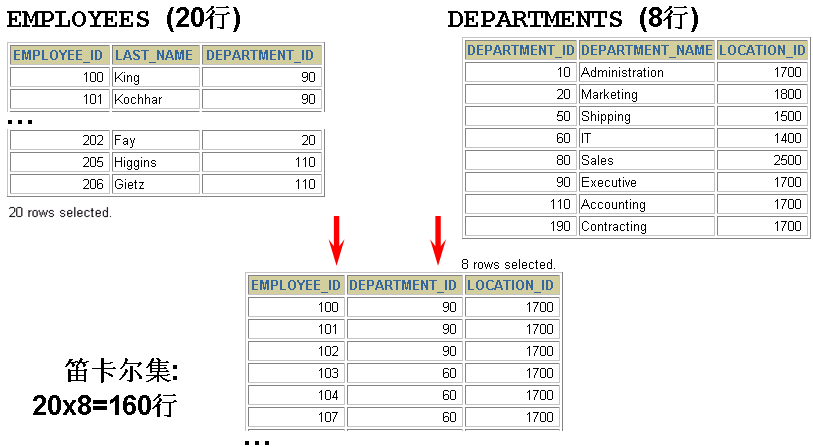 EMPLOYEES (20行)
EMPLOYEE_ID LAST_NAME DEPARTMENT_ID
100 King 90
101 Kochhar 90
...
202 Fay 20
205 Higgins 110
206 Gietz 110
20 rows selected.
DEPARTMENTS (8行)
DEPARTMENT_ID DEPARTMENT_NAME LOCATION_ID
10 Administration 1700
20 Marketing 1800
50 Shipping 1500
60 IT 1400
80 Sales 2500
90 Executive 1700
110 Accounting 1700
190 Contracting 1700
8 rows selected.
EMPLOYEE_ID DEPARTMENT_ID LOCATION_ID
100 90 1700
101 90 1700
102 90 1700
103 60 1700
104 60 1700
107 60 1700
...
笛卡尔集:
20x8=160行